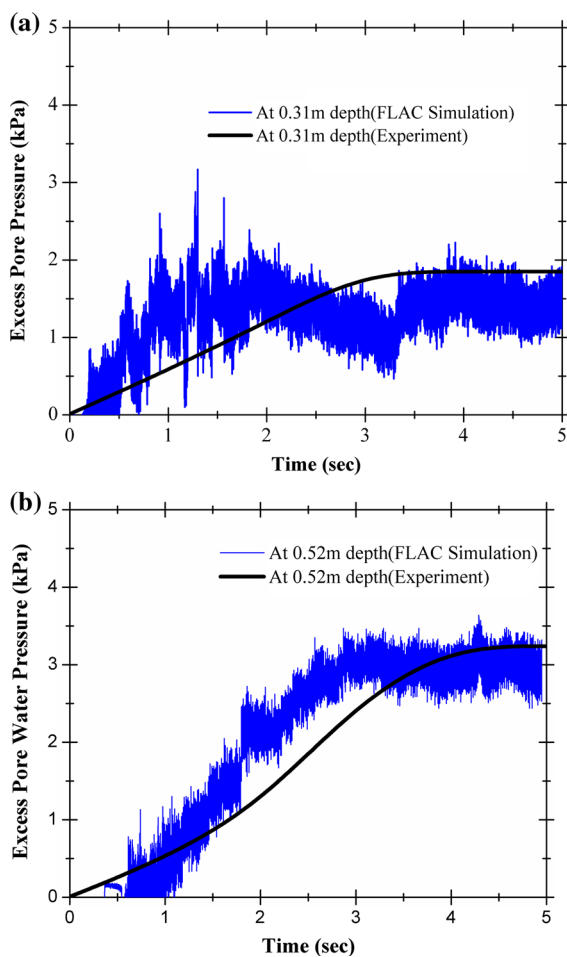 (a)
5
4
3
2
1
0
Excess Pore Pressure (kPa)
At 0.31m depth(FLAC Simulation)
At 0.31m depth(Experiment)
0 1 2 3 4 5
Time (sec)
(b)
5
4
3
2
1
0
Excess Pore Water Pressure (kPa)
At 0.52m depth(FLAC Simulation)
At 0.52m depth(Experiment)
0 1 2 3 4 5
Time (sec)